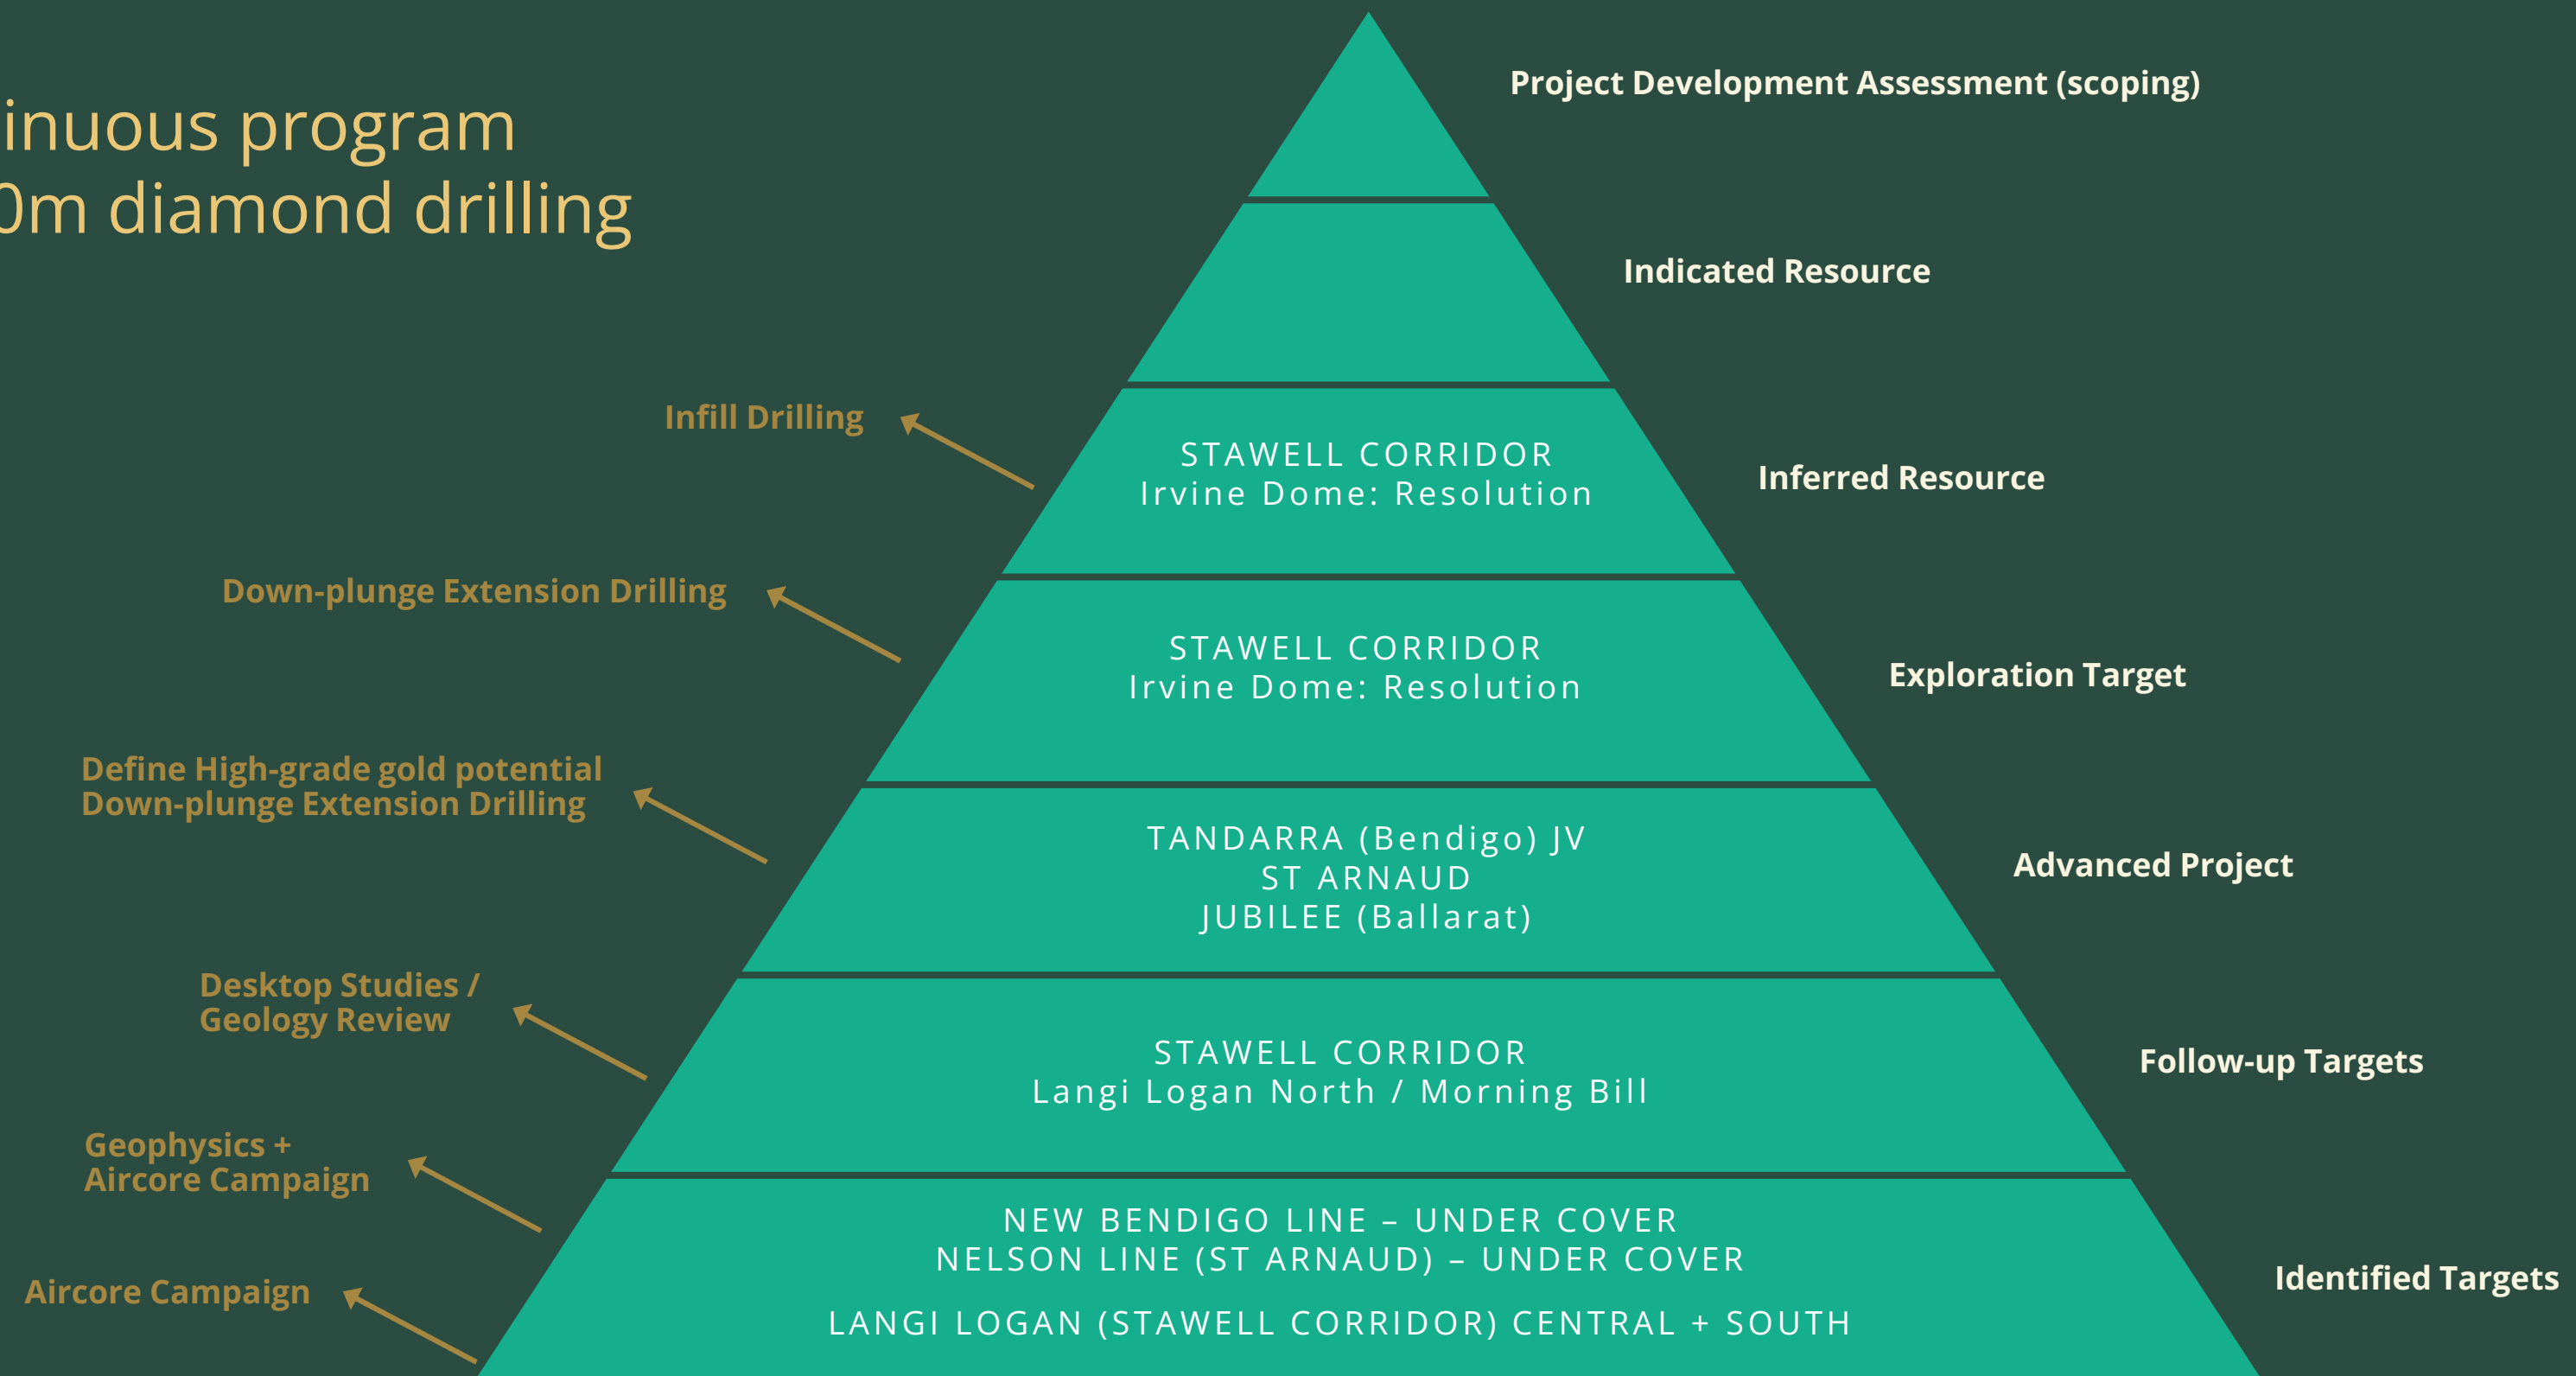 inuous program
0m diamond drilling
Project Development Assessment (scoping)
Indicated Resource
Infill Drilling
STAWELL CORRIDOR
Irvine Dome: Resolution
Inferred Resource
Down-plunge Extension Drilling
STAWELL CORRIDOR
Irvine Dome: Resolution
Exploration Target
Define High-grade gold potential
Down-plunge Extension Drilling
TANDARRA (Bendigo) JV
ST ARNAUD
JUBILEE (Ballarat)
Advanced Project
Desktop Studies /
Geology Review
STAWELL CORRIDOR
Langi Logan North / Morning Bill
Follow-up Targets
Geophysics +
Aircore Campaign
NEW BENDIGO LINE – UNDER COVER
NELSON LINE (ST ARNAUD) – UNDER COVER
Identified Targets
Aircore Campaign
LANGI LOGAN (STAWELL CORRIDOR) CENTRAL + SOUTH